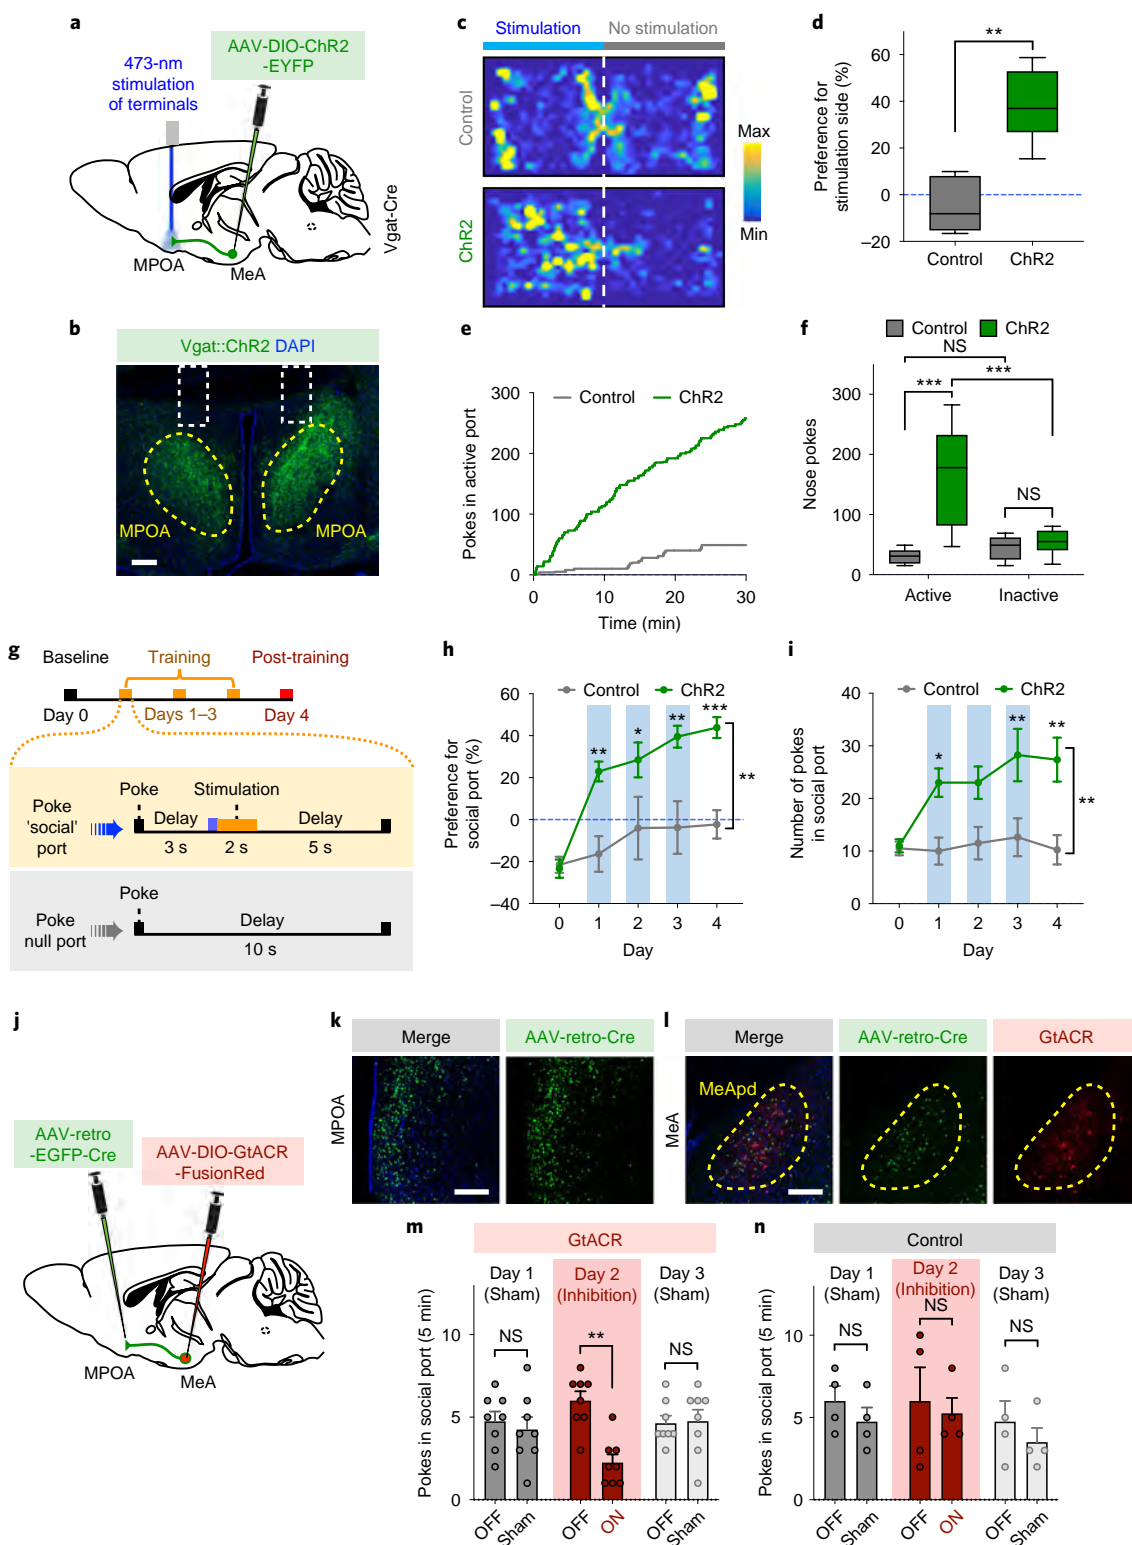 a
AAV-DIO-ChR2
-EYFP
473-nm
stimulation
of terminals
MPOA
MeA
Vgat-Cre
b
Vgat::ChR2 DAPI
MPOA
MPOA
c
Stimulation
No stimulation
Control
ChR2
Max
Min
d
Preference for
stimulation side (%)
60
40
20
0
–20
**
Control
ChR2
e
Pokes in active port
300
200
100
0
Control
ChR2
0
10
20
30
Time (min)
f
Control
ChR2
NS
***
***
NS
Nose pokes
300
200
100
0
Active
Inactive
g
Baseline
Training
Post-training
Day 0
Days 1–3
Day 4
Poke
'social'
port
Poke
Stimulation
Delay
Delay
3 s
2 s
5 s
Poke
null port
Poke
Delay
10 s
h
Preference for
social port (%)
60
40
20
0
–20
–40
Control
ChR2
**
*
**
***
**
0
1
2
3
4
Day
i
Number of pokes
in social port
40
30
20
10
0
Control
ChR2
*
**
**
**
0
1
2
3
4
Day
j
AAV-retro
-EGFP-Cre
AAV-DIO-GtACR
-FusionRed
MPOA
MeA
k
Merge
AAV-retro-Cre
MPOA
l
Merge
AAV-retro-Cre
GtACR
MeA
MeApd
m
GtACR
Day 1
(Sham)
Day 2
(Inhibition)
Day 3
(Sham)
NS
**
NS
Pokes in social port (5 min)
10
5
0
OFF
Sham
OFF
ON
OFF
Sham
n
Control
Day 1
(Sham)
Day 2
(Inhibition)
Day 3
(Sham)
NS
NS
NS
Pokes in social port (5 min)
10
5
0
OFF
Sham
OFF
ON
OFF
Sham